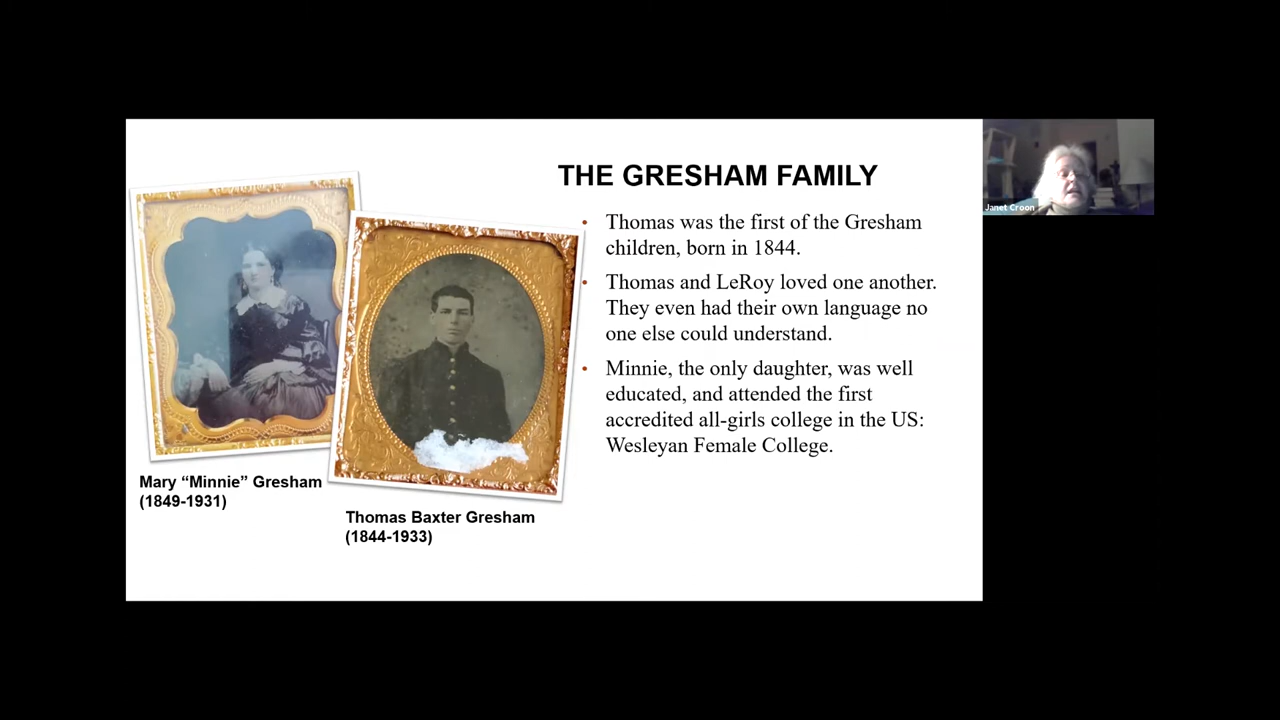 THE GRESHAM FAMILY
• Thomas was the first of the Gresham
children, born in 1844.
• Thomas and LeRoy loved one another.
They even had their own language no
one else could understand.
• Minnie, the only daughter, was well
educated, and attended the first
accredited all-girls college in the US:
Wesleyan Female College.
Mary “Minnie” Gresham
(1849-1931)
Thomas Baxter Gresham
(1844-1933)
Janet Croon